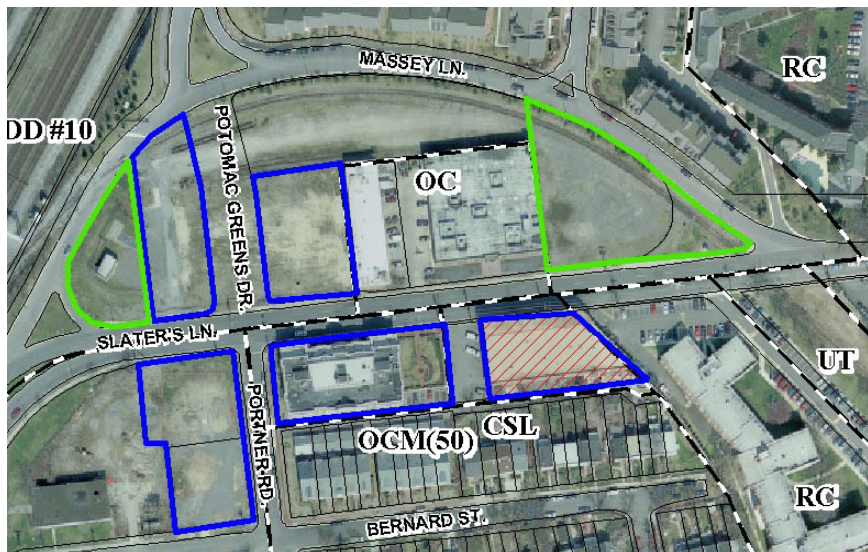 MASSEY LN.
RC
DD #10
POTOMAC GREENS DR.
OC
SLATER'S LN.
UT
PORTNER RD.
OCM(50)
CSL
RC
BERNARD ST.